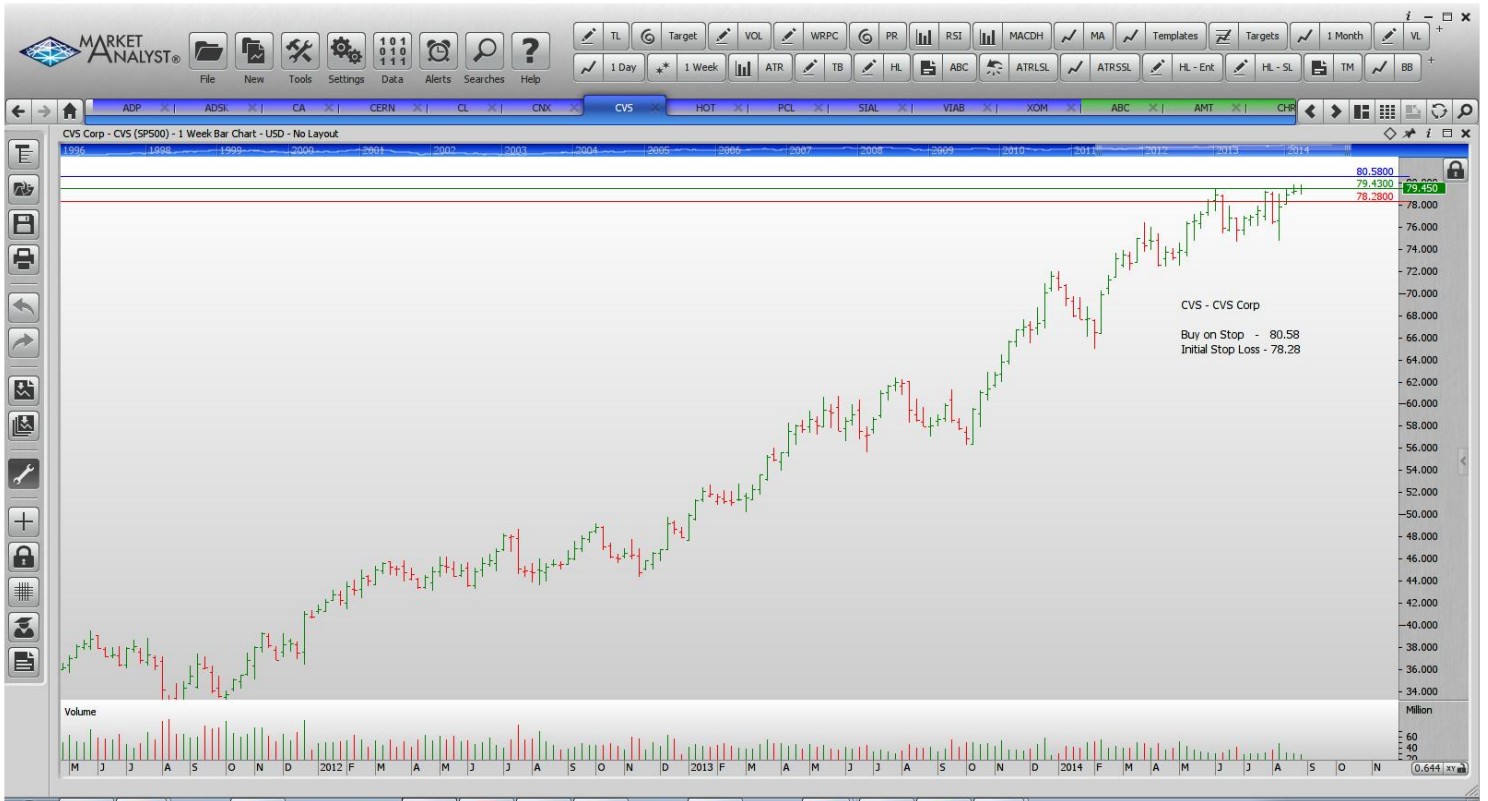 i
MARKET
ANALYST®
File New Tools Settings Data Alerts Searches Help
101
010
111
TL Target VOL WRPC PR RSI MACDH MA Templates Targets 1 Month VL +
1 Day 1 Week ATR TB HL ABC ATRLSL ATRSSL HL - Ent HL - SL TM BB +
ADP ADSK CA CERN CL CNX CVS HOT PCL SIAL VIAB XOM ABC AMT CHR
CVS Corp - CVS (SP500) - 1 Week Bar Chart - USD - No Layout
1996 1998 1999 2000 2001 2002 2003 2004 2005 2006 2007 2008 2009 2010 2011 2012 2013 2014
80.5800
79.4300
79.450
78.2800
78.000
76.000
74.000
72.000
70.000
CVS - CVS Corp
68.000
Buy on Stop - 80.58
66.000
Initial Stop Loss - 78.28
64.000
62.000
60.000
58.000
56.000
54.000
52.000
50.000
48.000
46.000
44.000
42.000
40.000
38.000
36.000
34.000
Volume
Million
60
40
M J J A S O N D 2012 F M A M J J A S O N D 2013 F M A M J J A S O N D 2014 F M A M J J A S O N
0.644 XY